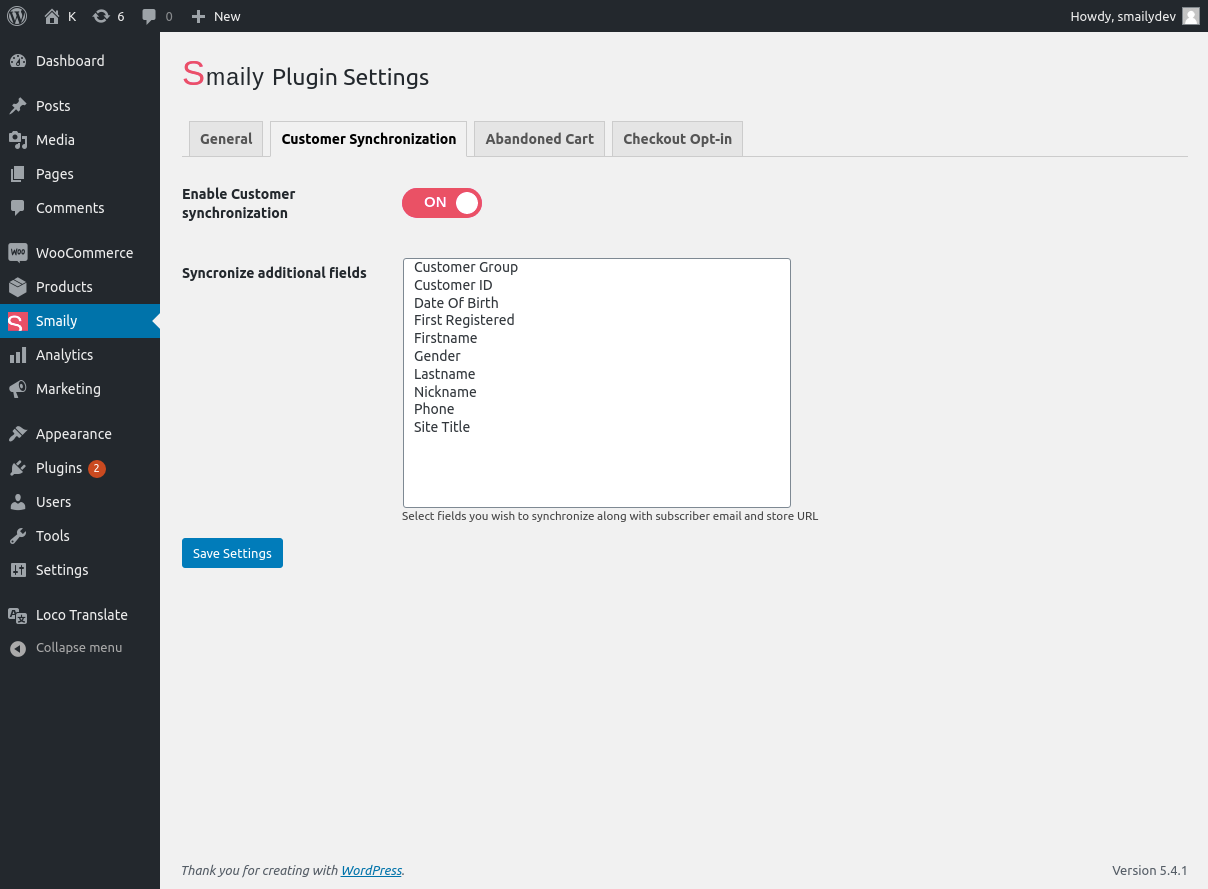 K 6 0 New Howdy, smailydev
Dashboard
Posts
Media
Pages
Comments
WooCommerce
Products
Smaily
Analytics
Marketing
Appearance
Plugins 2
Users
Tools
Settings
Loco Translate
Collapse menu
Smaily Plugin Settings
General Customer Synchronization Abandoned Cart Checkout Opt-in
Enable Customer
synchronization
ON
Syncronize additional fields
Customer Group
Customer ID
Date Of Birth
First Registered
Firstname
Gender
Lastname
Nickname
Phone
Site Title
Select fields you wish to synchronize along with subscriber email and store URL
Save Settings
Thank you for creating with WordPress. Version 5.4.1